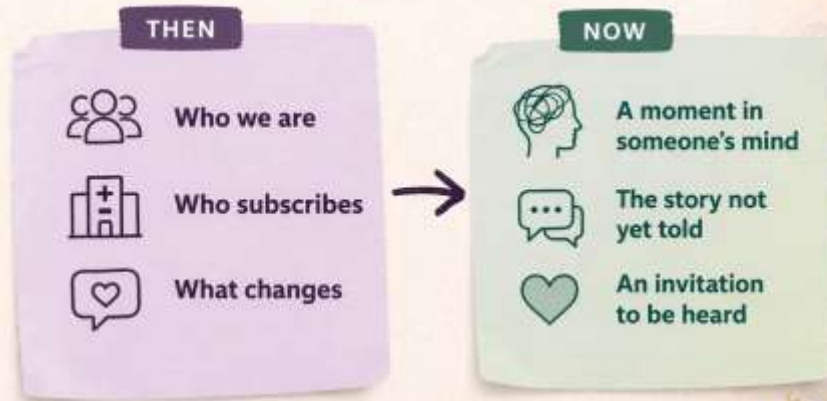 THEN
Who we are
Who subscribes
What changes
NOW
A moment in
someone's mind
The story not
yet told
An invitation
to be heard